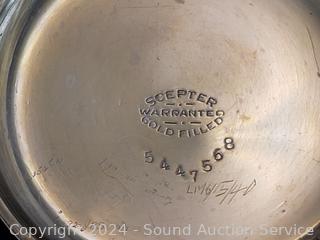 SCEPTER
WARRANTED
GOLD FILLED
5447568
Copyright 2024 - Sound Auction Service